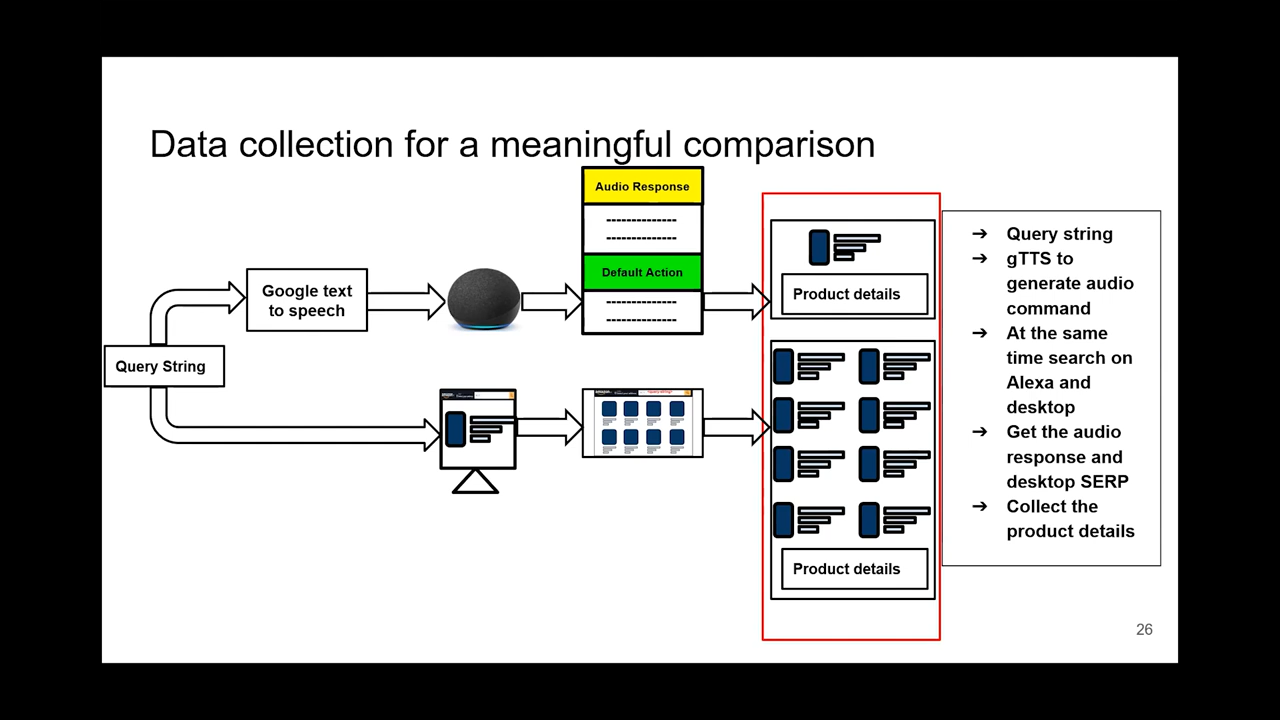 Data collection for a meaningful comparison
Audio Response
--------------
--------------
Default Action
--------------
--------------
Google text
to speech
Query String
Product details
Product details
➔ Query string
➔ gTTS to
generate audio
command
➔ At the same
time search on
Alexa and
desktop
➔ Get the audio
response and
desktop SERP
➔ Collect the
product details
26